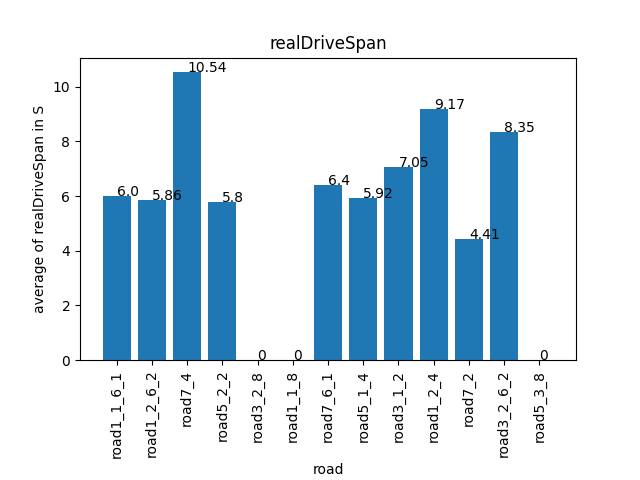 realDriveSpan
average of realDriveSpan in S
10
8
6
4
2
0
6.0
5.86
10.54
5.8
0
0
6.4
5.92
7.05
9.17
4.41
8.35
0
road1_1_6_1
road1_2_6_2
road7_4
road5_2_2
road3_2_8
road1_1_8
road7_6_1
road5_1_4
road3_1_2
road1_2_4
road7_2
road3_2_6_2
road5_3_8
road